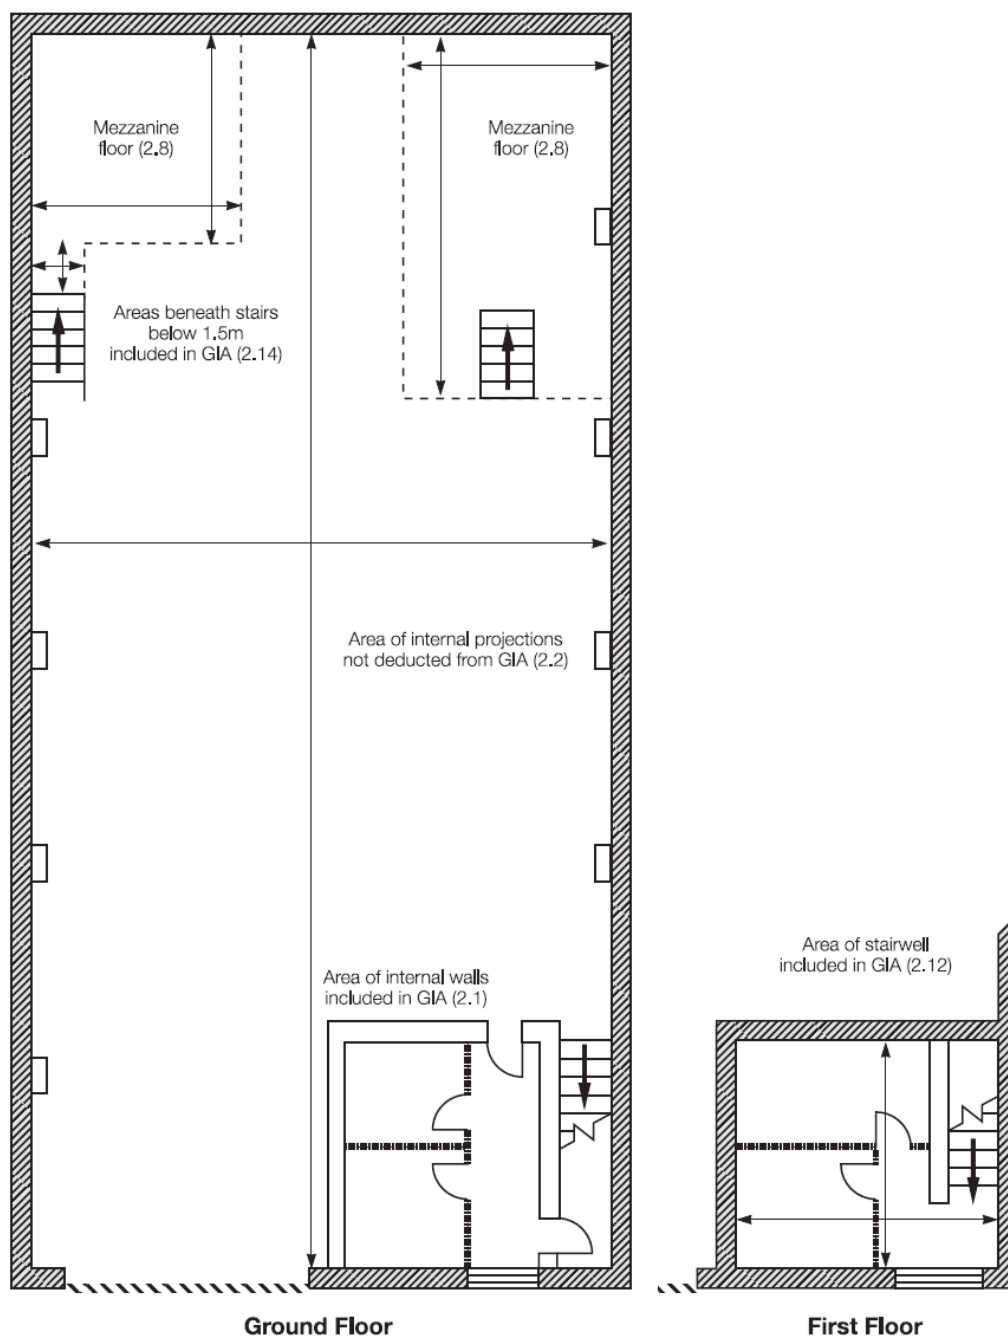 Mezzanine
floor (2.8)
Mezzanine
floor (2.8)
Areas beneath stairs
below 1.5m
included in GIA (2.14)
Area of internal projections
not deducted from GIA (2.2)
Area of internal walls
included in GIA (2.1)
Area of stairwell
included in GIA (2.12)
Ground Floor
First Floor